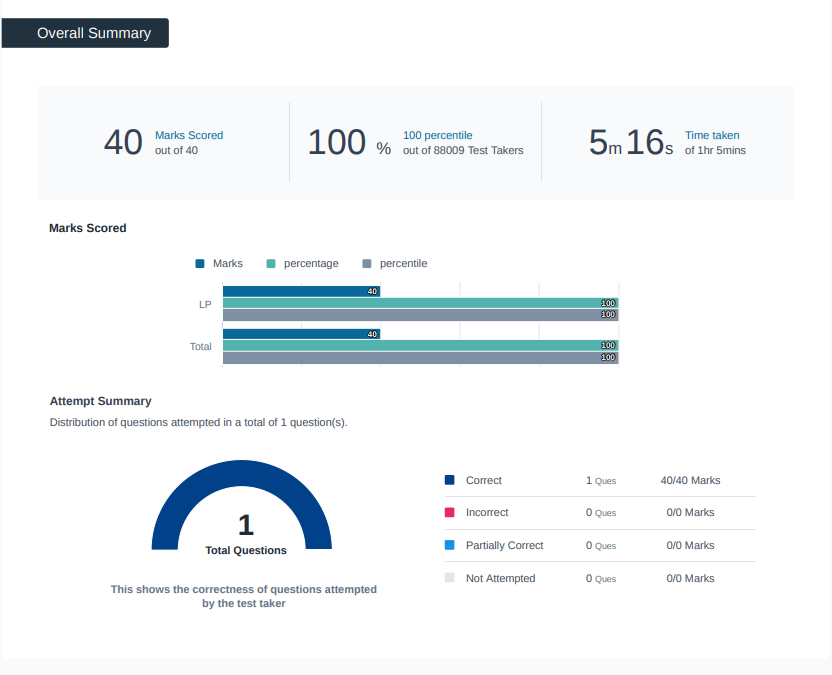 Overall Summary
40 Marks Scored
out of 40
100 % 100 percentile
out of 88009 Test Takers
5m 16s Time taken
of 1hr 5mins
Marks Scored
Marks percentage percentile
LP 40
100
100
Total 40
100
100
Attempt Summary
Distribution of questions attempted in a total of 1 question(s).
1
Total Questions
This shows the correctness of questions attempted
by the test taker
Correct 1 Ques 40/40 Marks
Incorrect 0 Ques 0/0 Marks
Partially Correct 0 Ques 0/0 Marks
Not Attempted 0 Ques 0/0 Marks